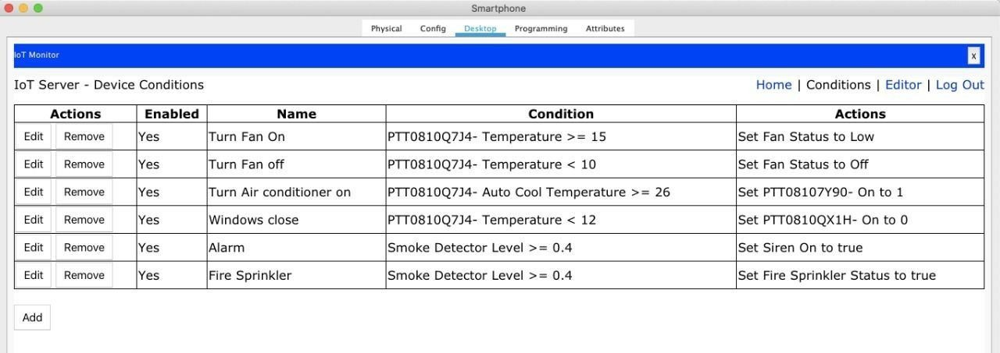 Smartphone
Physical Config Desktop Programming Attributes
IoT Monitor X
IoT Server - Device Conditions Home | Conditions | Editor | Log Out
Actions Enabled Name Condition Actions
Edit Remove Yes Turn Fan On PTT0810Q7J4- Temperature >= 15 Set Fan Status to Low
Edit Remove Yes Turn Fan off PTT0810Q7J4- Temperature < 10 Set Fan Status to Off
Edit Remove Yes Turn Air conditioner on PTT0810Q7J4- Auto Cool Temperature >= 26 Set PTT08107Y90- On to 1
Edit Remove Yes Windows close PTT0810Q7J4- Temperature < 12 Set PTT0810QX1H- On to 0
Edit Remove Yes Alarm Smoke Detector Level >= 0.4 Set Siren On to true
Edit Remove Yes Fire Sprinkler Smoke Detector Level >= 0.4 Set Fire Sprinkler Status to true
Add